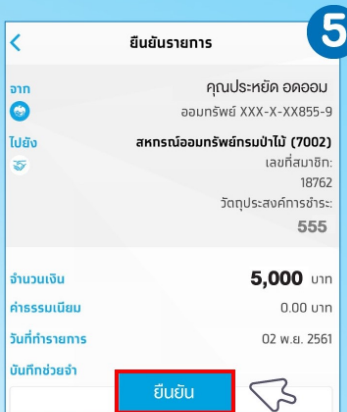 5
ยืนยันรายการ
จาก
คุณประหยัด อดออม
ออมทรัพย์ XXX-X-XX855-9
ไปยัง
สหกรณ์ออมทรัพย์กรมป่าไม้ (7002)
เลขที่สมาชิก:
18762
วัตถุประสงค์การชำระ:
555
จำนวนเงิน 5,000 บาท
ค่าธรรมเนียม 0.00 บาท
วันที่ทำรายการ 02 พ.ย. 2561
บันทึกช่วยจำ
ยืนยัน